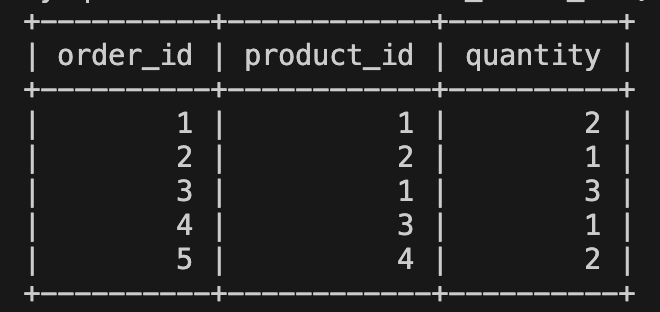 +----------+------------+----------+
| order_id | product_id | quantity |
+----------+------------+----------+
|        1 |          1 |        2 |
|        2 |          2 |        1 |
|        3 |          1 |        3 |
|        4 |          3 |        1 |
|        5 |          4 |        2 |
+----------+------------+----------+